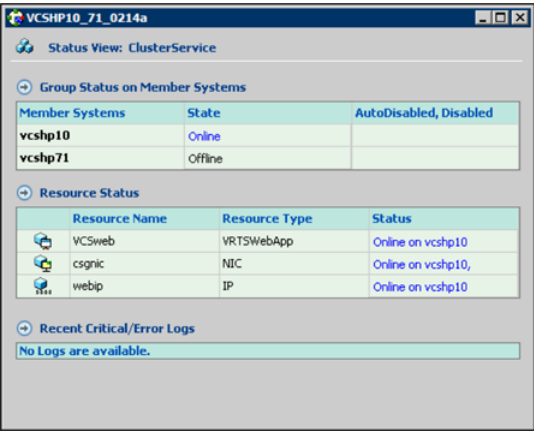 VCSHP10_71_0214a
Status View: ClusterService
Group Status on Member Systems
Member Systems State AutoDisabled, Disabled
vcshp10 Online
vcshp71 Offline
Resource Status
Resource Name Resource Type Status
VCSweb VRTSWebApp Online on vcshp10
csgnic NIC Online on vcshp10,
webip IP Online on vcshp10
Recent Critical/Error Logs
No Logs are available.